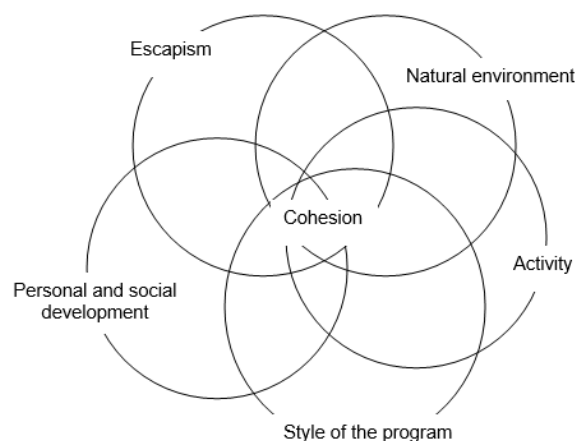 Escapism
Natural environment
Cohesion
Activity
Personal and social
development
Style of the program